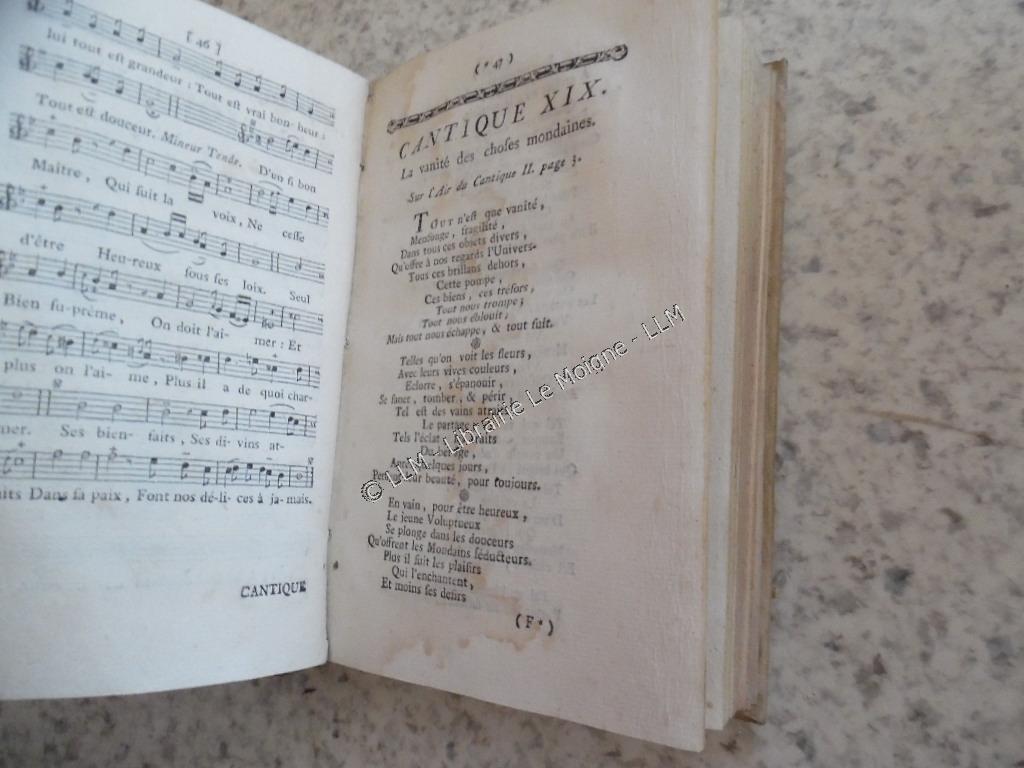 ( 46 )
lui tout eſt grandeur ; Tout eſt vrai bon-heur ;
Tout eſt douceur. Mineur Tende. D'un ſi bon
Maître, Qui ſuit la voix, Ne ceſſe
d'être Heu-reux ſous ſes loix. Seul
Bien ſu-prême, On doit l'ai-mer : Et
plus on l'ai-me, Plus il a de quoi char-
mer. Ses bien-faits, Ses di-vins at-
aits Dans ſa paix, Font nos dé-li-ces à ja-mais.
CANTIQUE
( * 47 )
CANTIQUE XIX.
La vanité des choſes mondaines.
Sur l'Air du Cantique II. page 3.
TOUT n'eſt que vanité,
Menſonge, fragilité,
Dans tous ces objets divers,
Qu'offre à nos regards l'Univers.
Tous ces brillans dehors,
Cette pompe,
Ces biens, ces tréſors,
Tout nous trompe;
Tout nous éblouit;
Mais tout nous échappe, & tout fuit.
Telles qu'on voit les fleurs,
Avec leurs vives couleurs,
Eclorre, s'épanouir,
Se faner, tomber, & périr,
Tel eſt des vains attraits
Le partage
Tels l'éclat
Après quelques jours,
beauté, pour toujours.
En vain, pour être heureux,
Le jeune Voluptueux
Se plonge dans les douceurs
Qu'offrent les Mondains ſéducteurs.
Plus il ſuit les plaiſirs
Qui l'enchantent,
Et moins ſes deſirs
(F*)
© LLM - Librairie Le Moigne - LLM